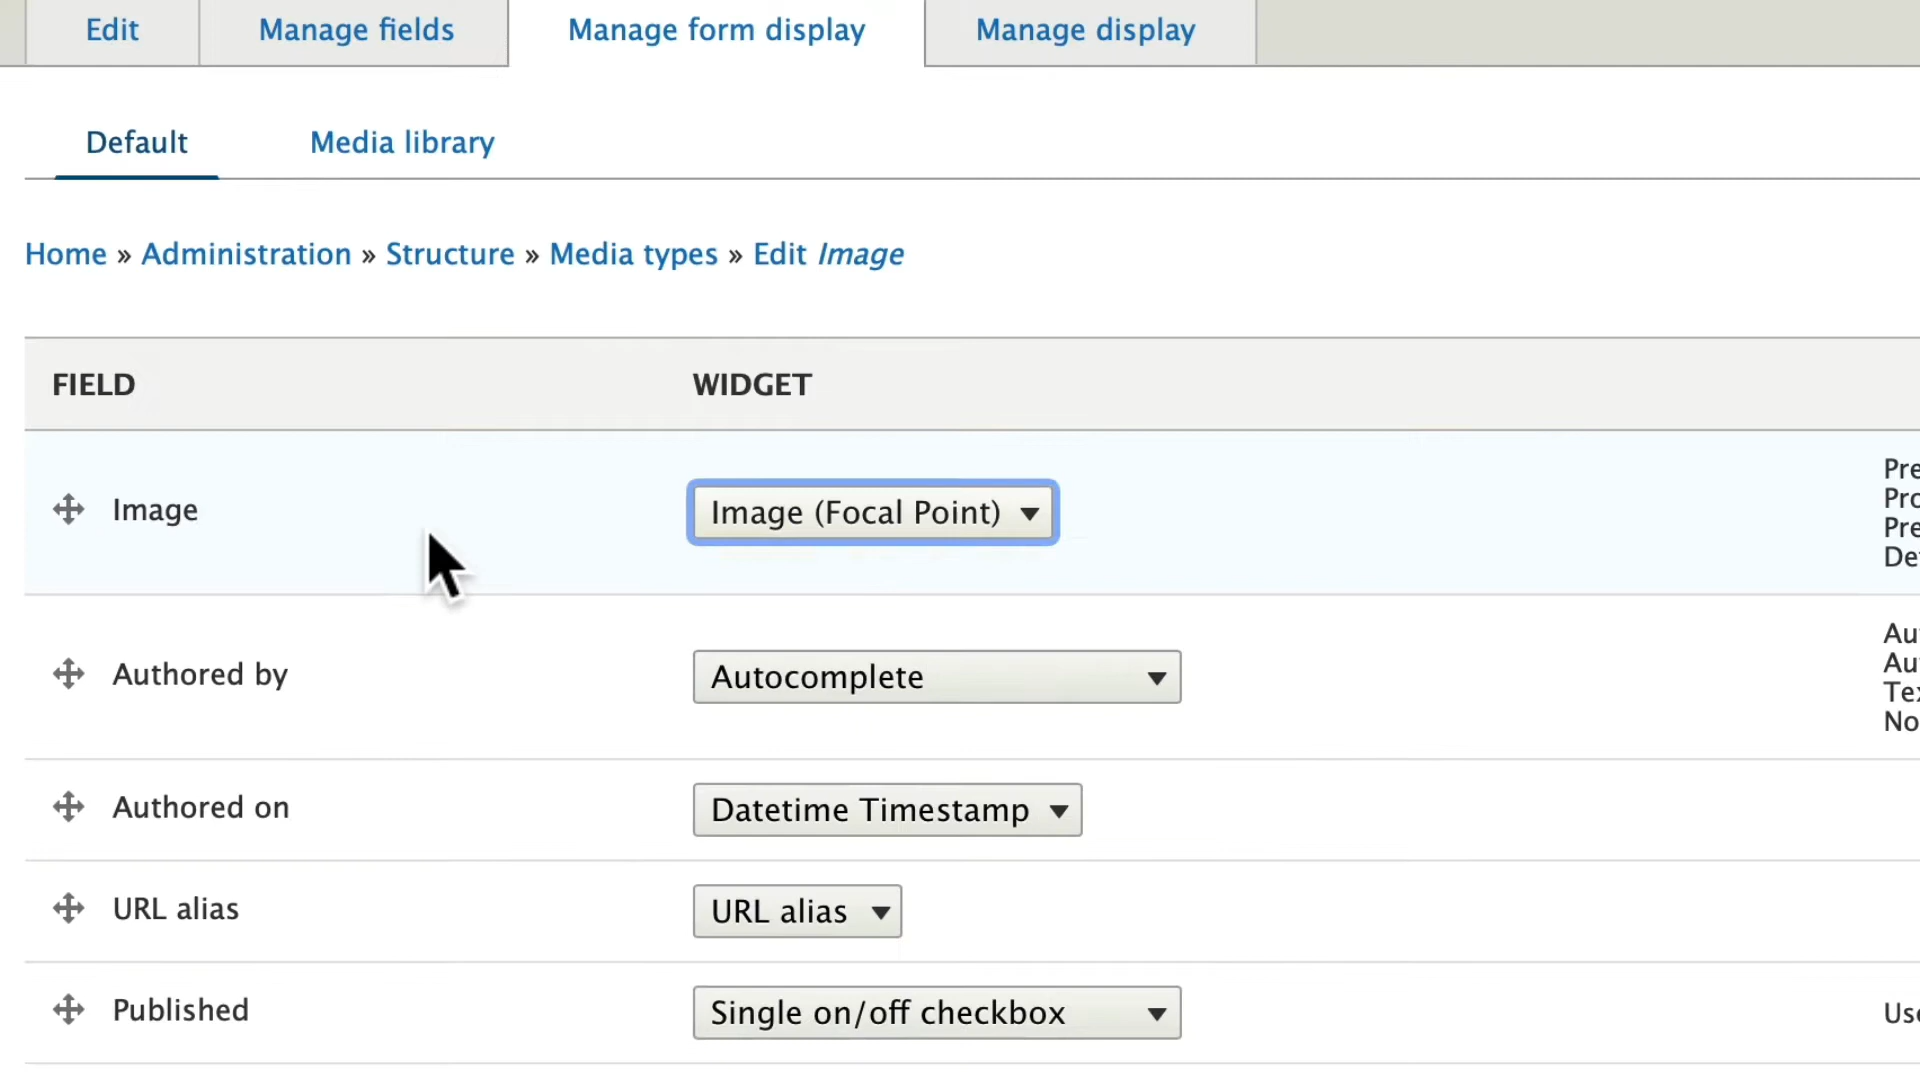 Edit Manage fields Manage form display Manage display
Default Media library
Home » Administration » Structure » Media types » Edit Image
FIELD WIDGET
Image Image (Focal Point)
Authored by Autocomplete
Authored on Datetime Timestamp
URL alias URL alias
Published Single on/off checkbox